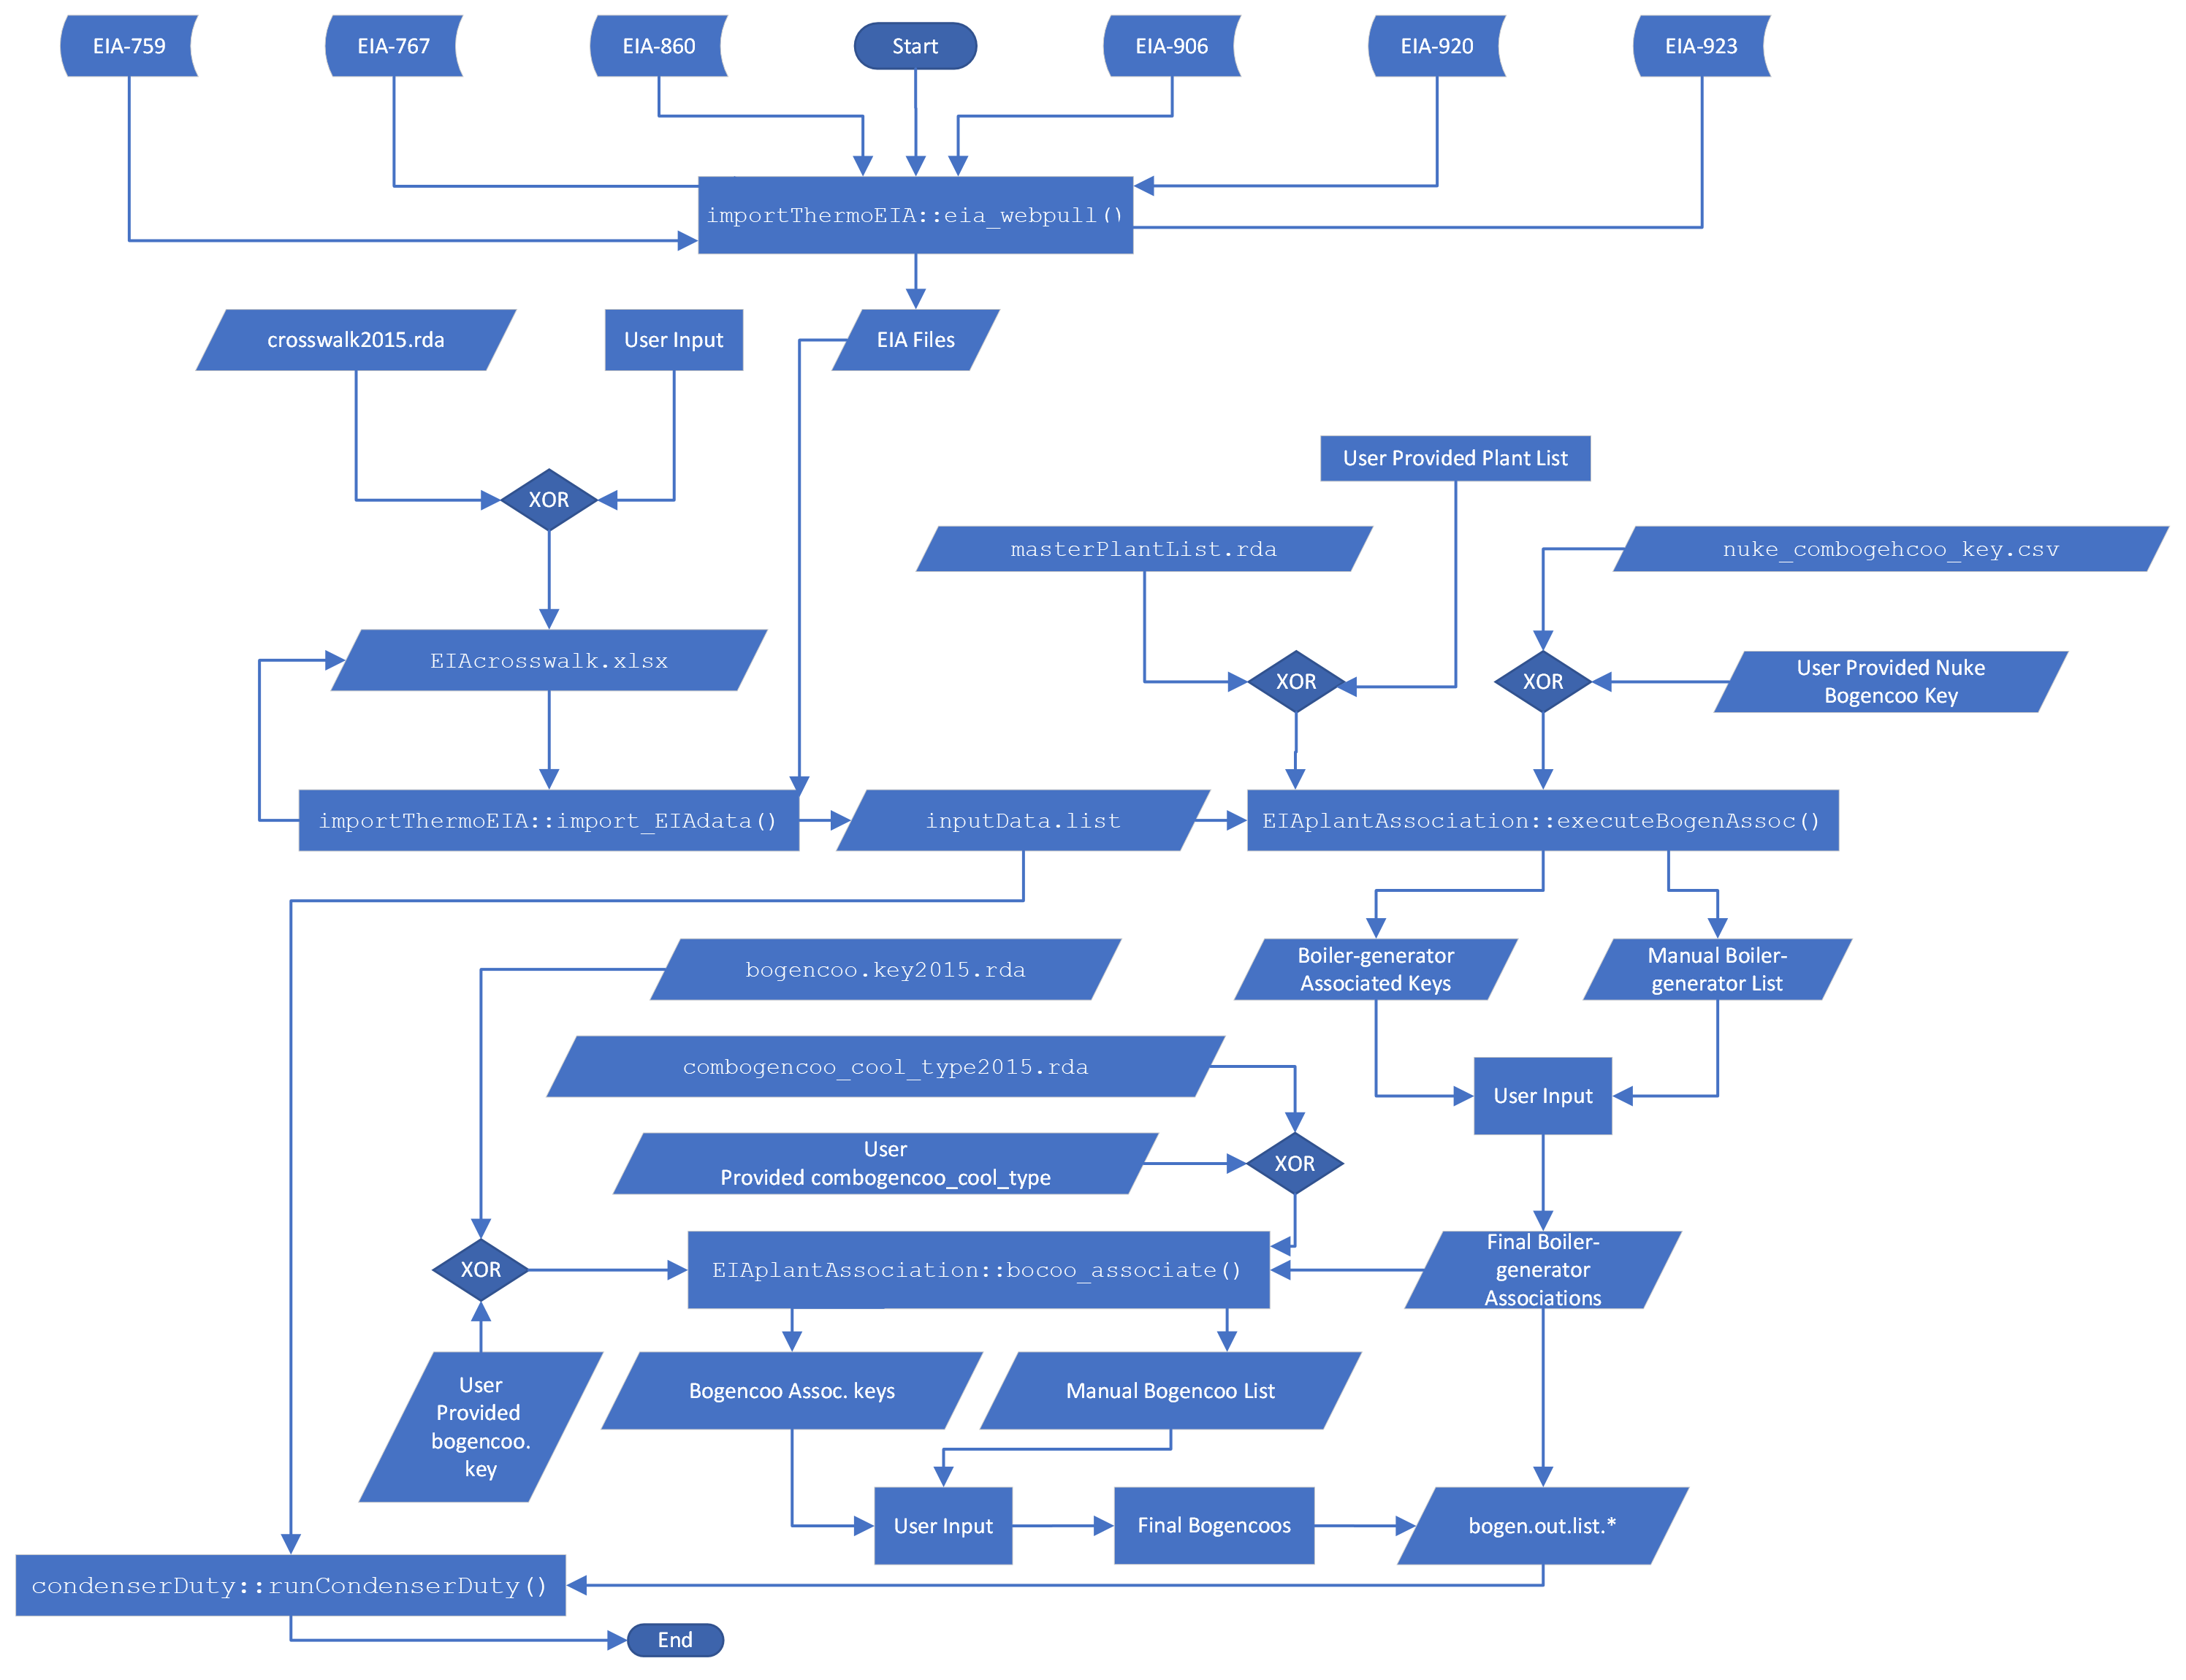 EIA-759
EIA-767
EIA-860
Start
EIA-906
EIA-920
EIA-923
importThermoEIA::eia_webpull()
crosswalk2015.rda
User Input
EIA Files
User Provided Plant List
XOR
masterPlantList.rda
nuke_combogehcoo_key.csv
EIAcrosswalk.xlsx
XOR
XOR
User Provided Nuke
Bogencoo Key
importThermoEIA::import_EIAdata()
inputData.list
EIAplantAssociation::executeBogenAssoc()
bogencoo.key2015.rda
Boiler-generator
Associated Keys
Manual Boiler-
generator List
combogencoo_cool_type2015.rda
User Input
User
Provided combogencoo_cool_type
XOR
XOR
EIAplantAssociation::bocoo_associate()
Final Boiler-
generator
Associations
User
Provided
bogencoo.
key
Bogencoo Assoc. keys
Manual Bogencoo List
User Input
Final Bogencoos
bogen.out.list.*
condenserDuty::runCondenserDuty()
End